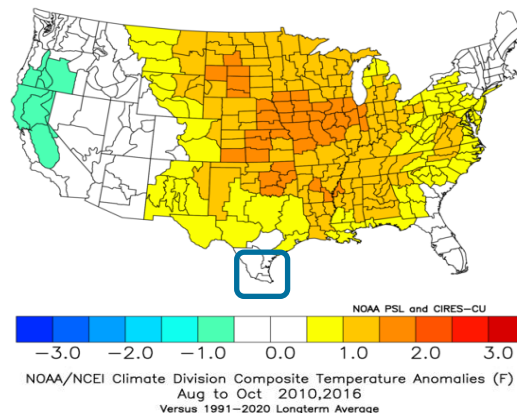 NOAA PSL and CIRES-CU
-3.0 -2.0 -1.0 0.0 1.0 2.0 3.0
NOAA/NCEI Climate Division Composite Temperature Anomalies (F)
Aug to Oct 2010,2016
Versus 1991-2020 Longterm Average